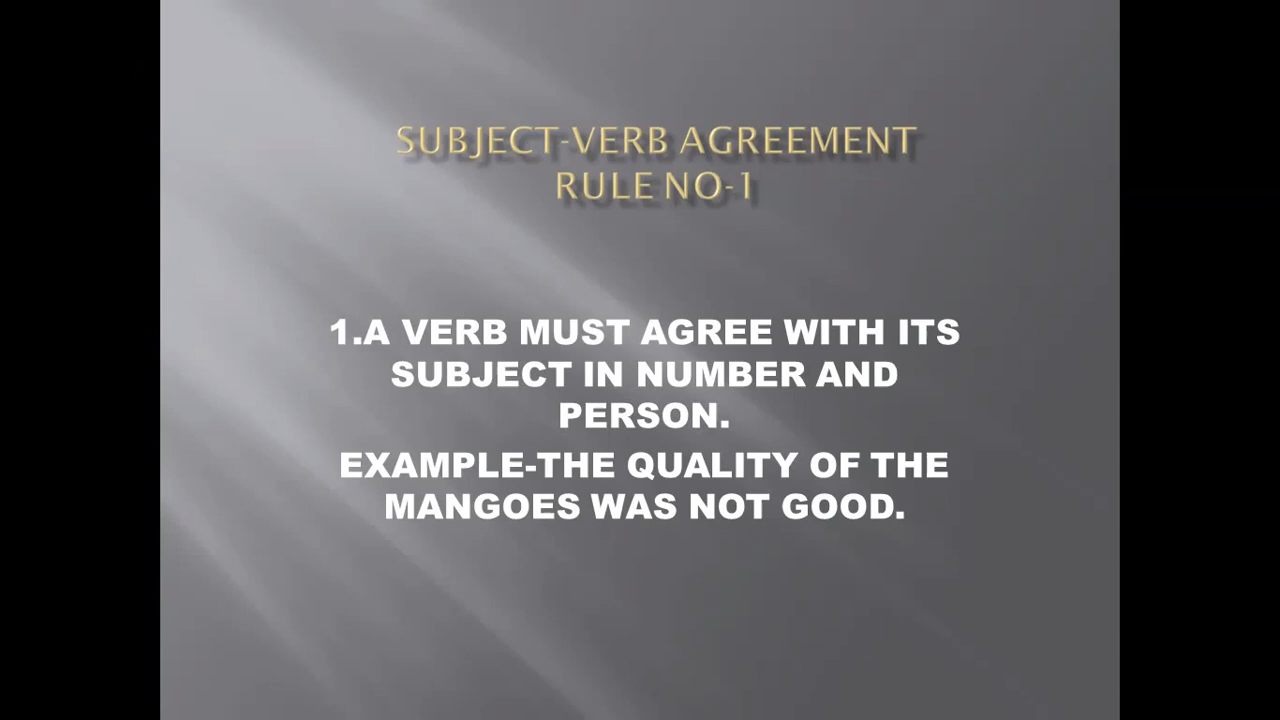 SUBJECT-VERB AGREEMENT
RULE NO-1
1.A VERB MUST AGREE WITH ITS
SUBJECT IN NUMBER AND
PERSON.
EXAMPLE-THE QUALITY OF THE
MANGOES WAS NOT GOOD.